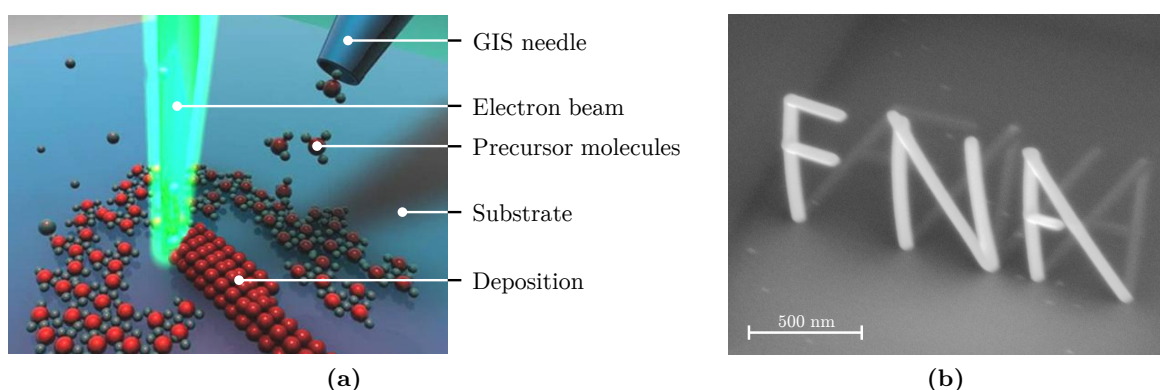 GIS needle
Electron beam
Precursor molecules
Substrate
Deposition
FNA
500 nm
(a)
(b)